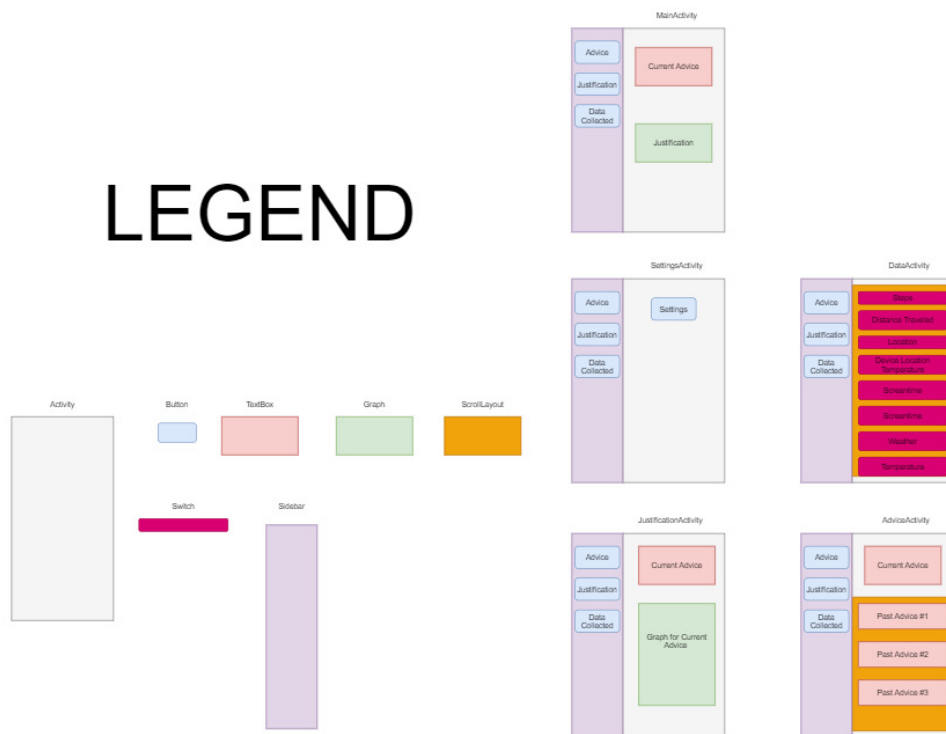 LEGEND
Activity
Button
TextBox
Graph
ScrollLayout
Switch
Sidebar
MainActivity
Advice
Justification
Data
Collected
Current Advice
Justification
SettingsActivity
Advice
Justification
Data
Collected
Settings
DataActivity
Advice
Justification
Data
Collected
Steps
Distance Traveled
Location
Device Location
Temperature
Screentime
Screentime
Weather
Temperature
JustificationActivity
Advice
Justification
Data
Collected
Current Advice
Graph for Current
Advice
AdviceActivity
Advice
Justification
Data
Collected
Current Advice
Past Advice #1
Past Advice #2
Past Advice #3